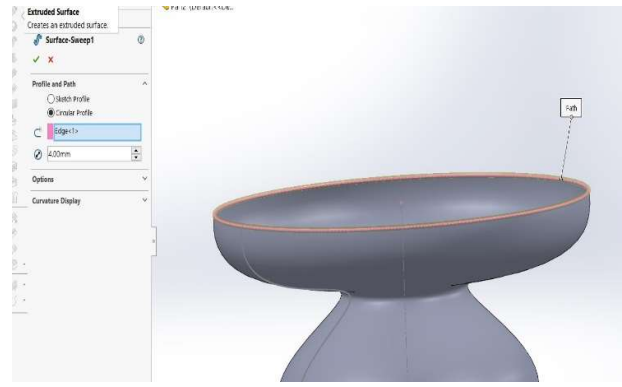 Extruded Surface
Creates an extruded surface.
Surface-Sweep1
Profile and Path
Sketch Profile
Circular Profile
Edge<1>
4.00mm
Options
Curvature Display
Path